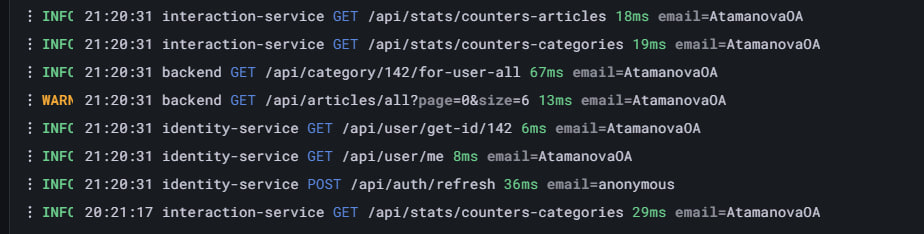 INFO 21:20:31 interaction-service GET /api/stats/counters-articles 18ms email=AtamanovaOA
INFO 21:20:31 interaction-service GET /api/stats/counters-categories 19ms email=AtamanovaOA
INFO 21:20:31 backend GET /api/category/142/for-user-all 67ms email=AtamanovaOA
WARN 21:20:31 backend GET /api/articles/all?page=0&size=6 13ms email=AtamanovaOA
INFO 21:20:31 identity-service GET /api/user/get-id/142 6ms email=AtamanovaOA
INFO 21:20:31 identity-service GET /api/user/me 8ms email=AtamanovaOA
INFO 21:20:31 identity-service POST /api/auth/refresh 36ms email=anonymous
INFO 20:21:17 interaction-service GET /api/stats/counters-categories 29ms email=AtamanovaOA